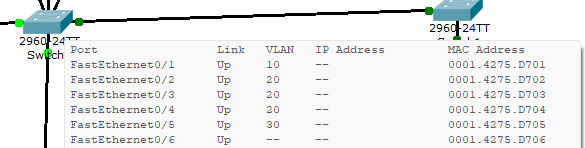 2960-24TT
2960-24TT
Switch
Port Link VLAN IP Address MAC Address
FastEthernet0/1 Up 10 -- 0001.4275.D701
FastEthernet0/2 Up 20 -- 0001.4275.D702
FastEthernet0/3 Up 20 -- 0001.4275.D703
FastEthernet0/4 Up 20 -- 0001.4275.D704
FastEthernet0/5 Up 30 -- 0001.4275.D705
FastEthernet0/6 Up -- -- 0001.4275.D706